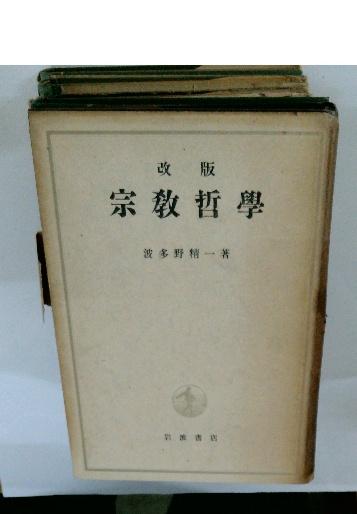 改版
宗教哲學
波多野精一著
岩波書店